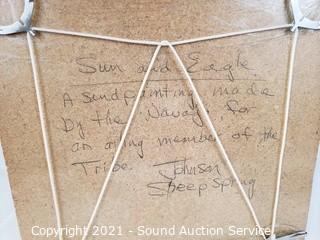 Sun and Eagle
A sandpainting made
by the Navajo for
an ailing member of the
Tribe. Johnson
Sheep Spring
Copyright 2021 - Sound Auction Service